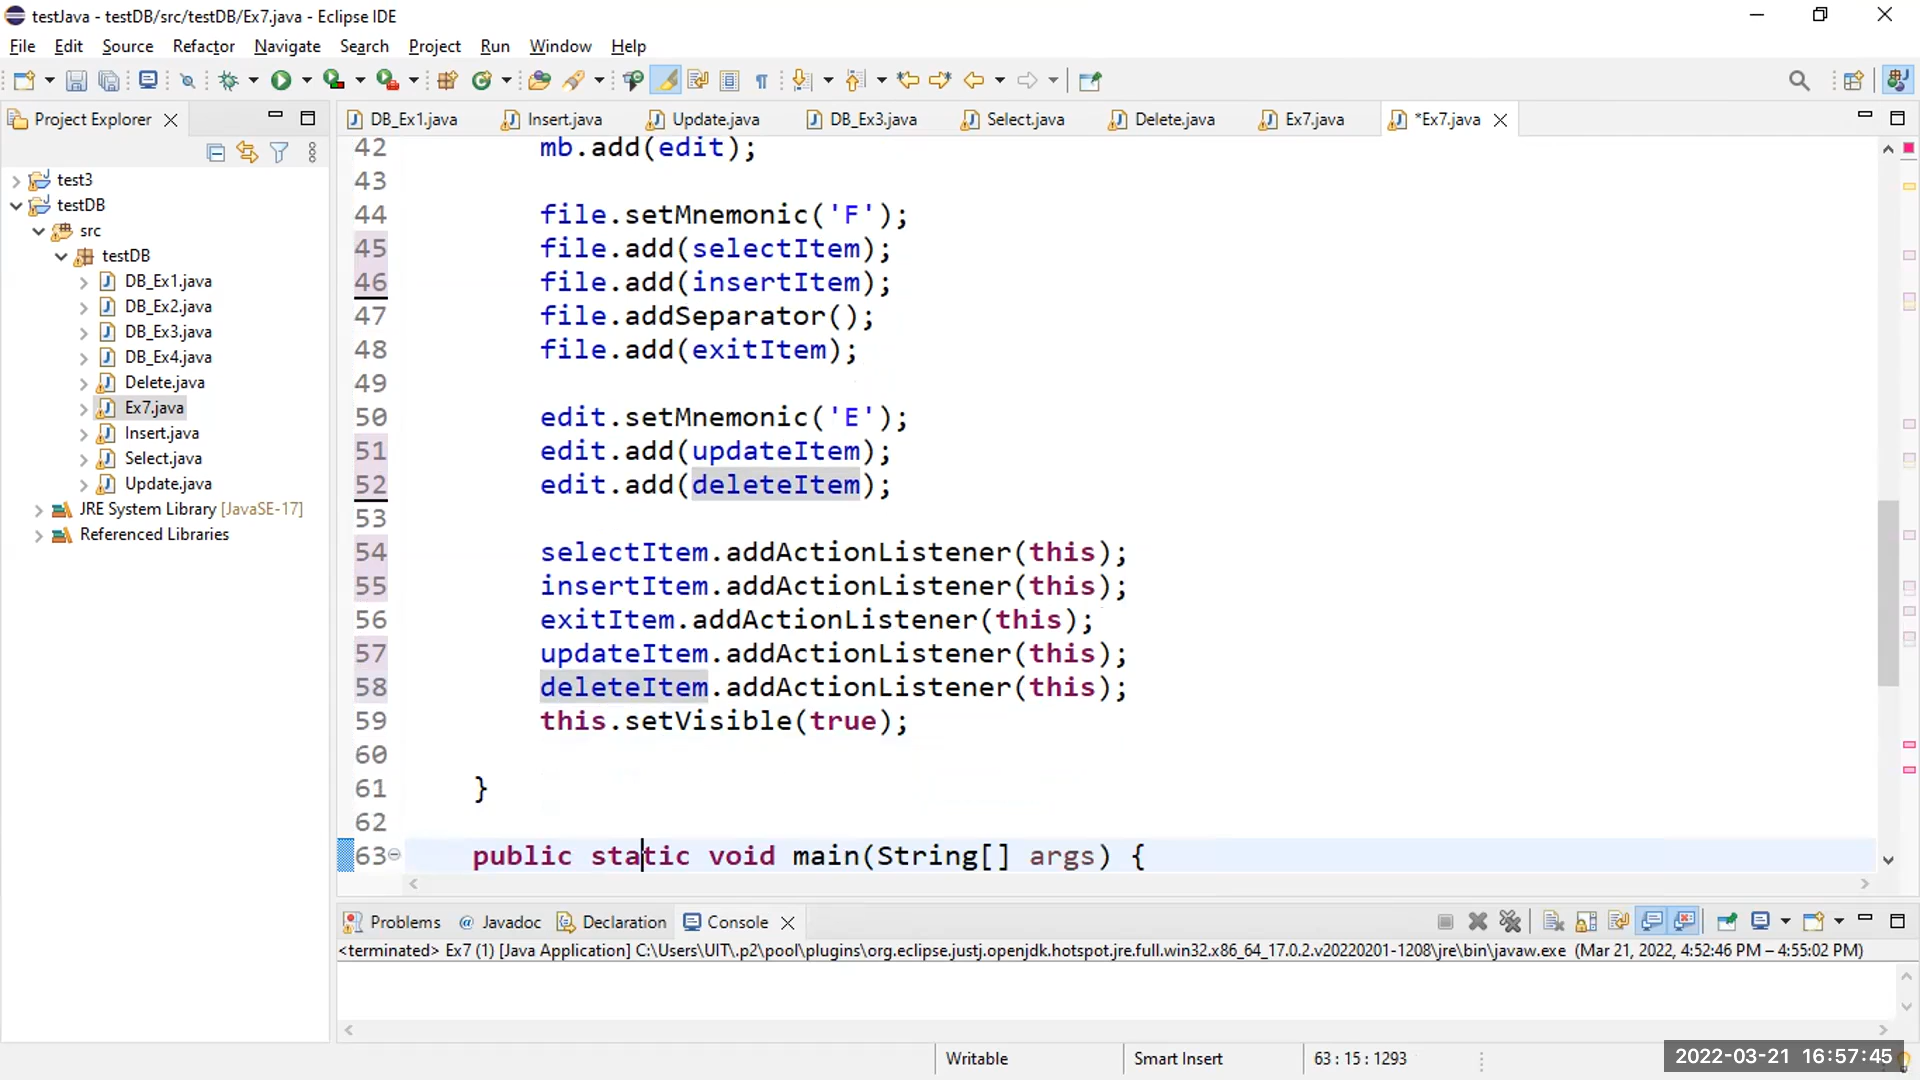 testJava - testDB/src/testDB/Ex7.java - Eclipse IDE
File Edit Source Refactor Navigate Search Project Run Window Help
Project Explorer
test3
testDB
src
testDB
DB_Ex1.java
DB_Ex2.java
DB_Ex3.java
DB_Ex4.java
Delete.java
Ex7.java
Insert.java
Select.java
Update.java
JRE System Library [JavaSE-17]
Referenced Libraries
DB_Ex1.java Insert.java Update.java DB_Ex3.java Select.java Delete.java Ex7.java *Ex7.java
42 mb.add(edit);
43
44 file.setMnemonic('F');
45 file.add(selectItem);
46 file.add(insertItem);
47 file.addSeparator();
48 file.add(exitItem);
49
50 edit.setMnemonic('E');
51 edit.add(updateItem);
52 edit.add(deleteItem);
53
54 selectItem.addActionListener(this);
55 insertItem.addActionListener(this);
56 exitItem.addActionListener(this);
57 updateItem.addActionListener(this);
58 deleteItem.addActionListener(this);
59 this.setVisible(true);
60
61 }
62
63 public static void main(String[] args) {
Problems @ Javadoc Declaration Console
<terminated> Ex7 (1) [Java Application] C:\Users\UIT\.p2\pool\plugins\org.eclipse.justj.openjdk.hotspot.jre.full.win32.x86_64_17.0.2.v20220201-1208\jre\bin\javaw.exe (Mar 21, 2022, 4:52:46 PM – 4:55:02 PM)
Writable Smart Insert 63 : 15 : 1293
2022-03-21 16:57:45